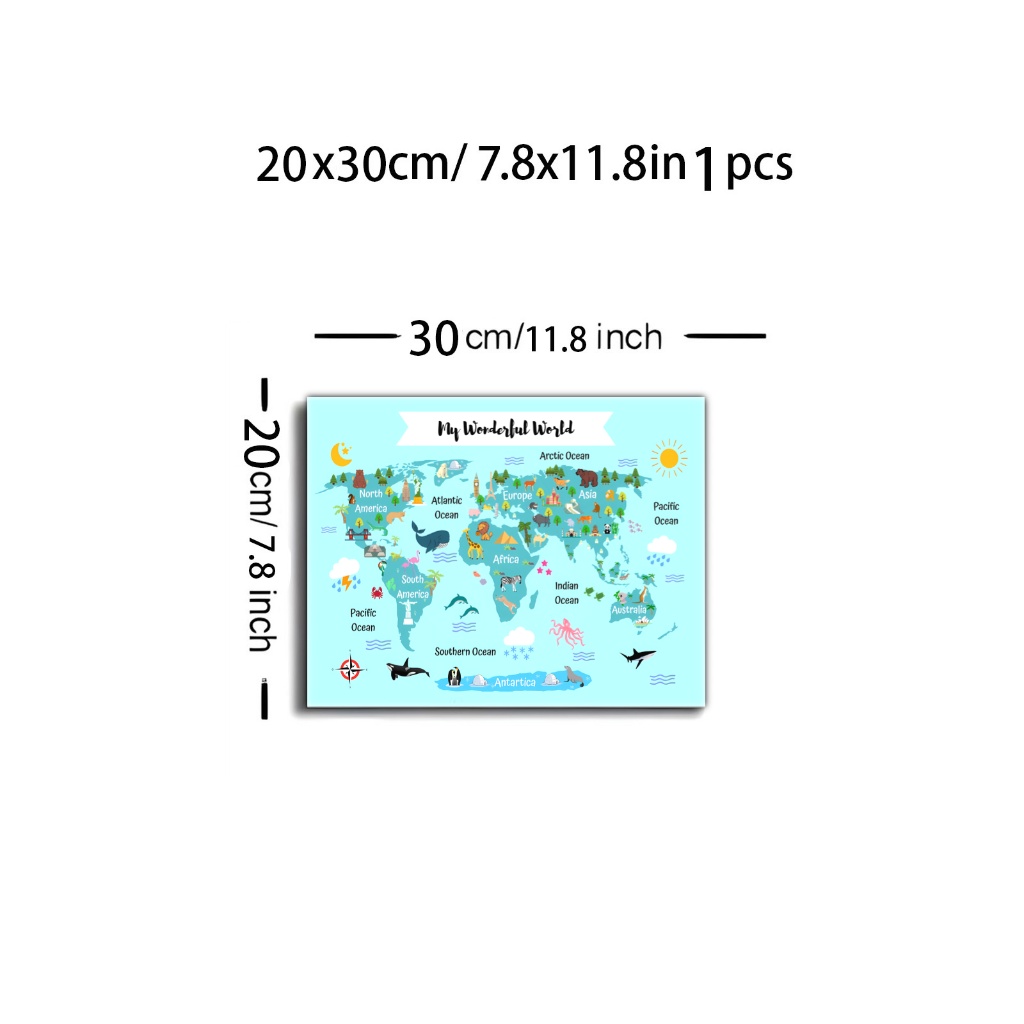 20x30cm/ 7.8x11.8in 1 pcs
30 cm/11.8 inch
20cm/ 7.8 inch
My Wonderful World
Arctic Ocean
North
America
Atlantic
Ocean
Europe
Asia
Pacific
Ocean
Africa
South
America
Indian
Ocean
Australia
Pacific
Ocean
Southern Ocean
Antartica